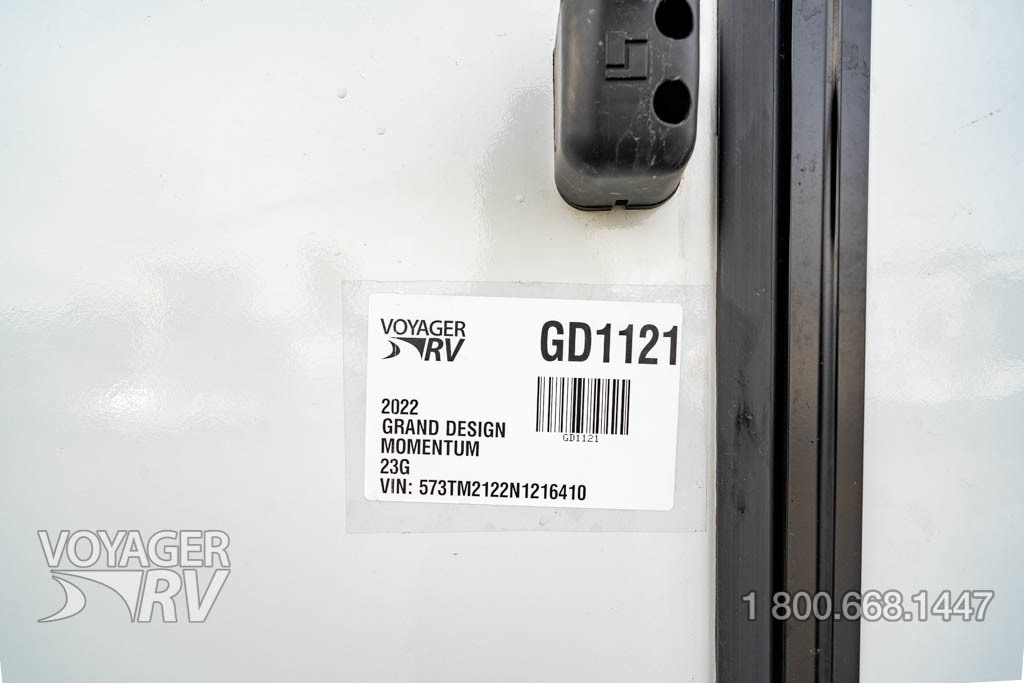 VOYAGER
RV
GD1121
GD1121
2022
GRAND DESIGN
MOMENTUM
23G
VIN: 573TM2122N1216410
VOYAGER
RV
1 800.668.1447